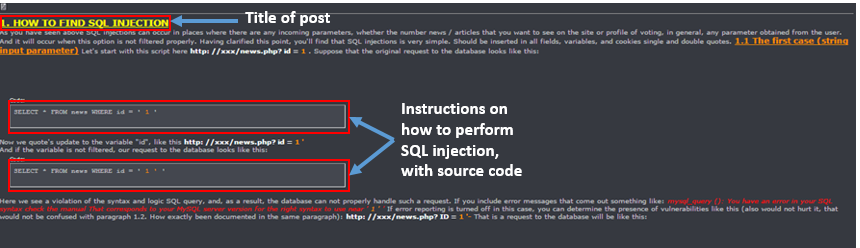 1. HOW TO FIND SQL INJECTION
Title of post
As you have seen above SQL injections can occur in places where there are any incoming parameters, whether the number news / articles that you want to see on the site or profile of voting, in general, any parameter obtained from the user.
And it will occur when this option is not filtered properly. Having clarified this point, you'll find that SQL injections is very simple. Should be inserted in all fields, variables, and cookies single and double quotes. 1.1 The first case (string
input parameter) Let's start with this script here http: //xxx/news.php? id = 1 . Suppose that the original request to the database looks like this:
SELECT * FROM news WHERE id = ' 1 '
Instructions on
how to perform
SQL injection,
with source code
Now we quote's update to the variable "id", like this http: //xxx/news.php? id = 1 '
And if the variable is not filtered, our request to the database looks like this:
Quote:
SELECT * FROM news WHERE id = ' 1 ' '
Here we see a violation of the syntax and logic SQL query, and, as a result, the database can not properly handle such a request. If you include error messages that come out something like: mysql_query (): You have an error in your SQL
syntax check the manual that corresponds to your MySQL server version for the right syntax to use near ' 1 ' ' If error reporting is turned off in this case, you can determine the presence of vulnerabilities like this (also would not hurt it, that
would not be confused with paragraph 1.2. How exactly been documented in the same paragraph): http: //xxx/news.php? ID = 1 '- That is a request to the database will be like this: